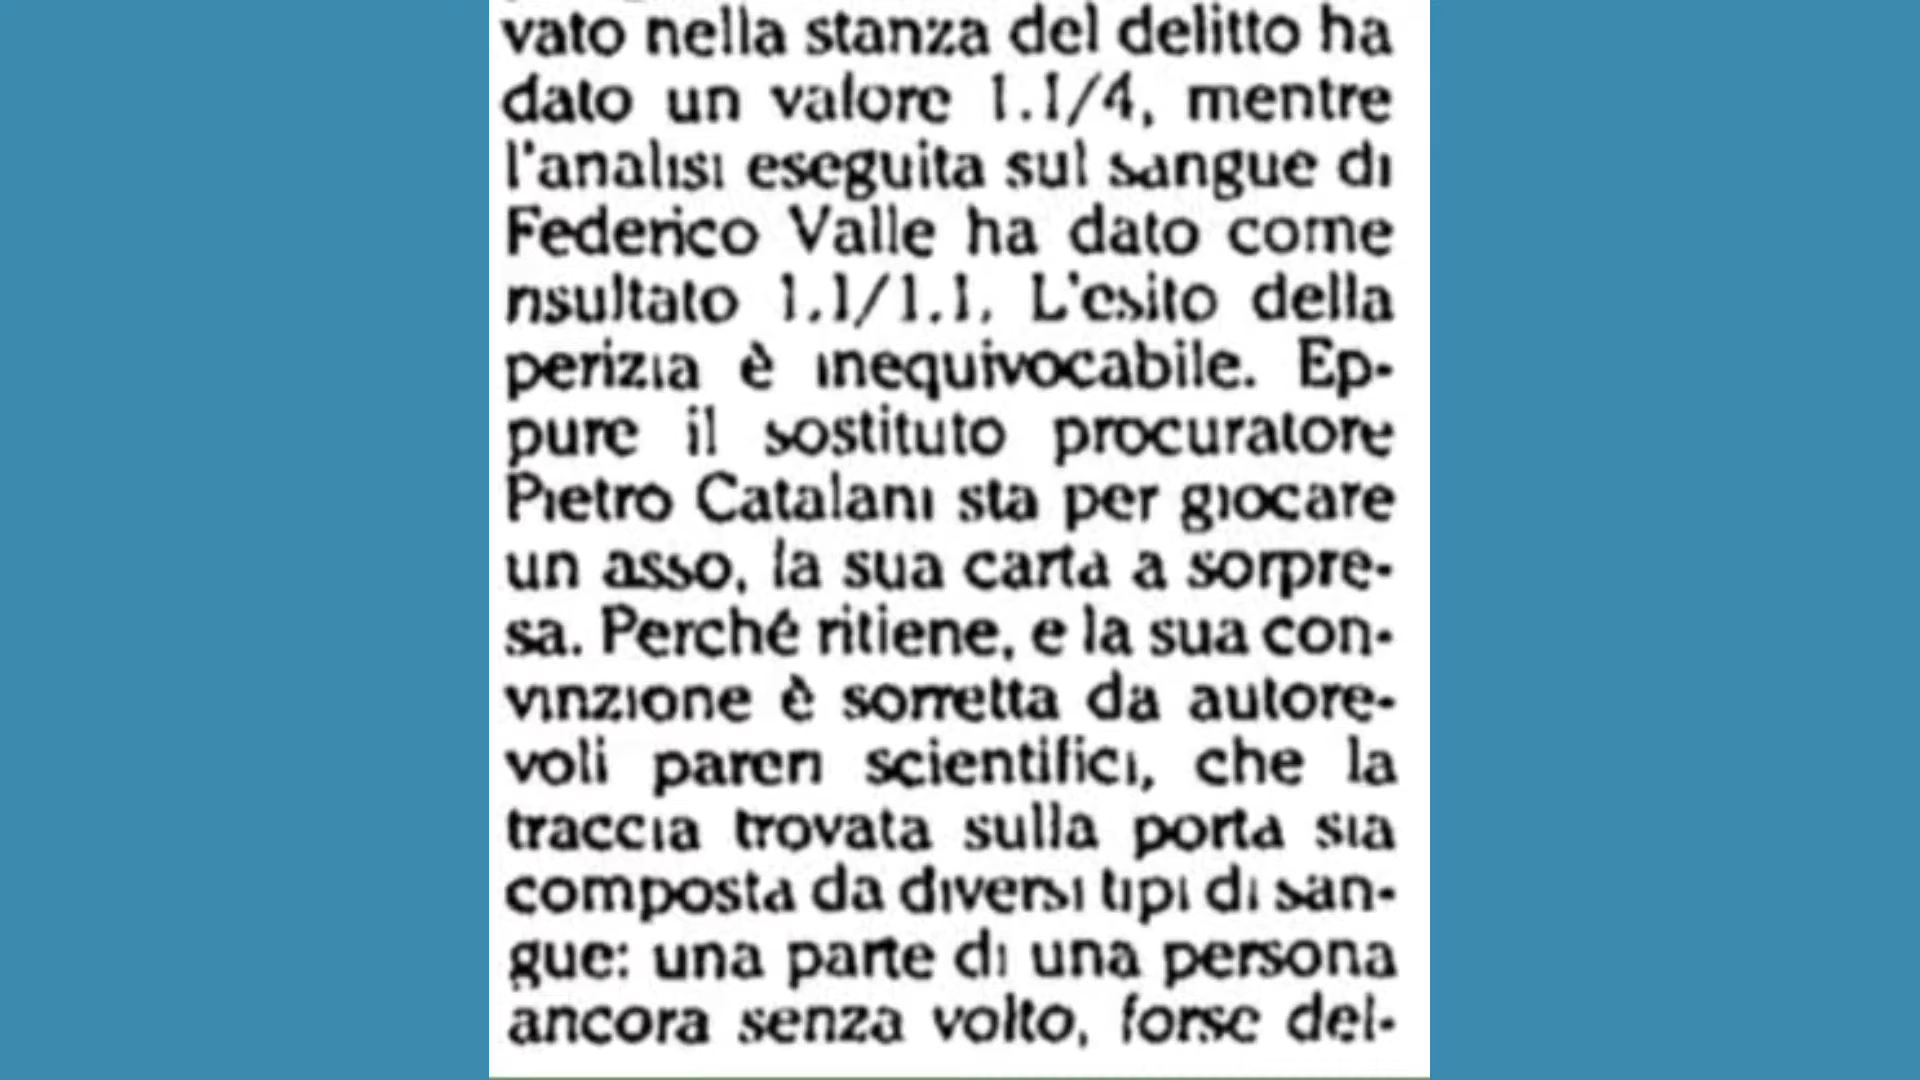 vato nella stanza del delitto ha
dato un valore 1.1/4, mentre
l'analisi eseguita sul sangue di
Federico Valle ha dato come
risultato 1.1/1.1. L'esito della
perizia è inequivocabile. Ep-
pure il sostituto procuratore
Pietro Catalani sta per giocare
un asso, la sua carta a sorpre-
sa. Perché ritiene, e la sua con-
vinzione è sorretta da autore-
voli pareri scientifici, che la
traccia trovata sulla porta sia
composta da diversi tipi di san-
gue: una parte di una persona
ancora senza volto, forse del-